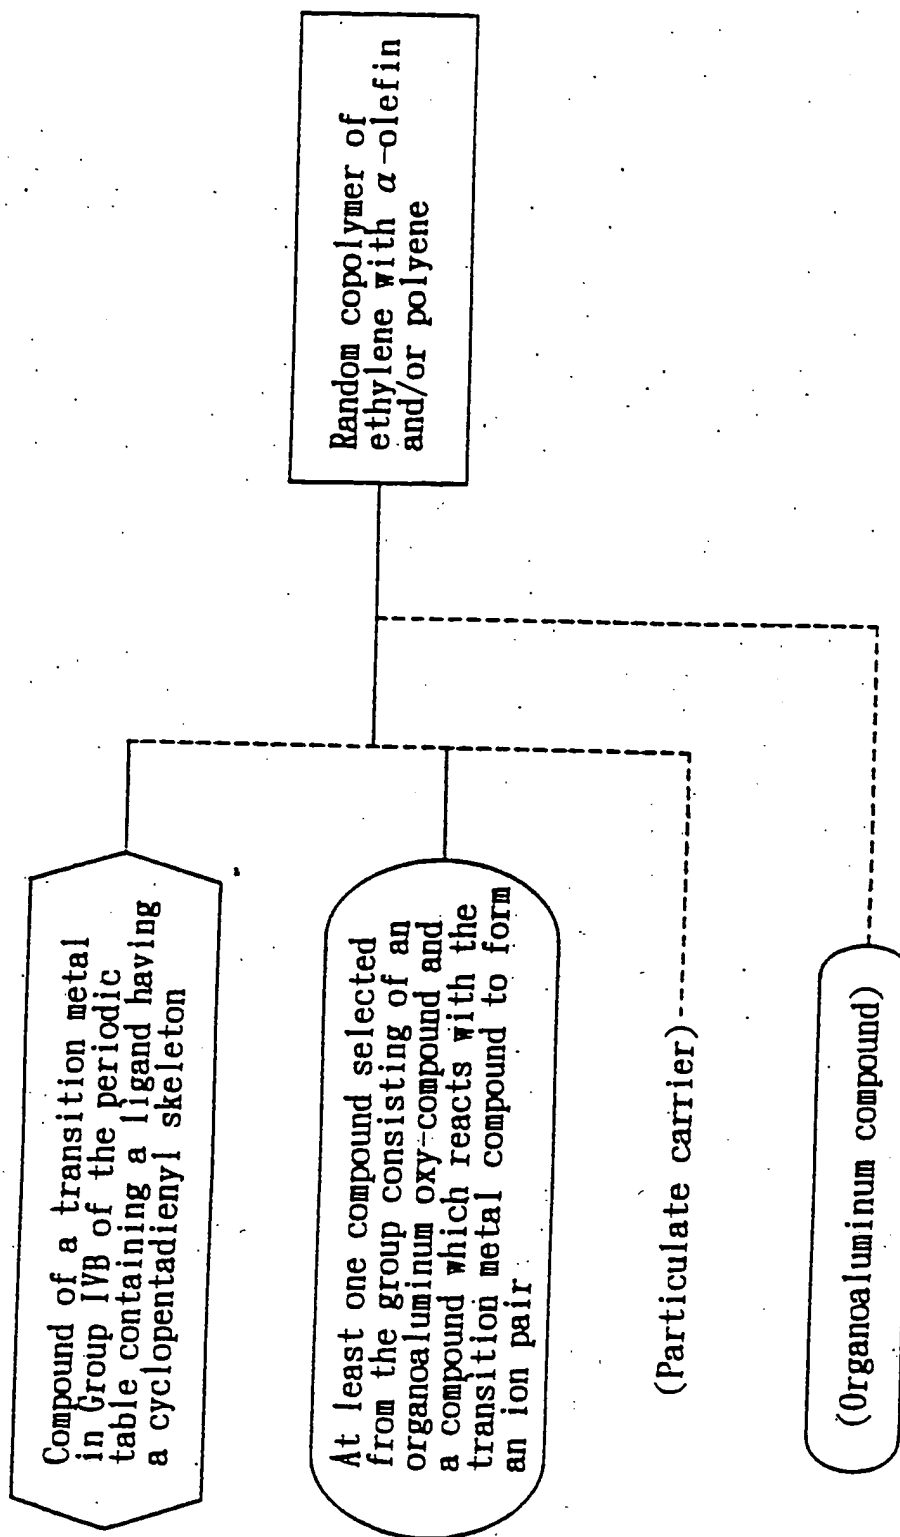 Compound of a transition metal
in Group IVB of the periodic
table containing a ligand having
a cyclopentadienyl skeleton
At least one compound selected
from the group consisting of an
organoaluminum oxy-compound and
a compound which reacts with the
transition metal compound to form
an ion pair
(Particulate carrier)
(Organoaluminum compound)
Random copolymer of
ethylene with α-olefin
and/or polyene